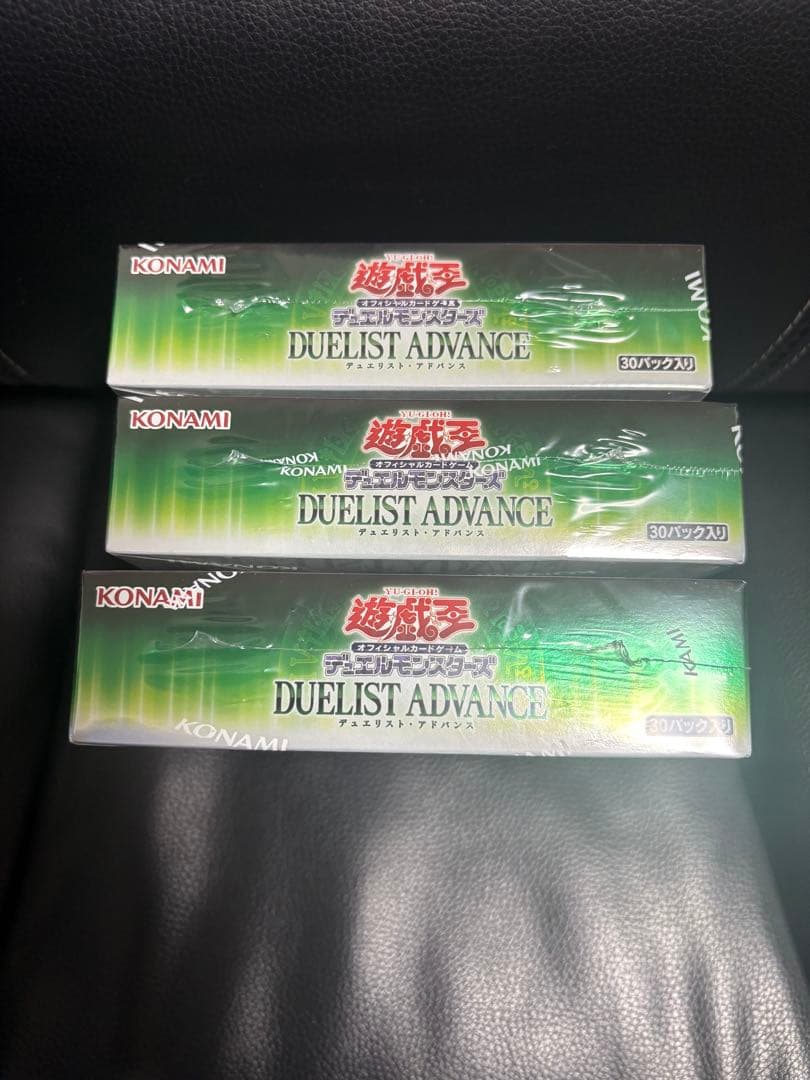 KONAMI
YU-GI-OH!
遊戯王
オフィシャルカードゲーム
デュエルモンスターズ
DUELIST ADVANCE
デュエリスト・アドバンス
30パック入り
KONAMI
KONAMI
YU-GI-OH!
遊戯王
オフィシャルカードゲーム
デュエルモンスターズ
DUELIST ADVANCE
デュエリスト・アドバンス
30パック入り
KONAMI
KONAMI
KONAMI
KONAMI
YU-GI-OH!
遊戯王
オフィシャルカードゲーム
デュエルモンスターズ
DUELIST ADVANCE
デュエリスト・アドバンス
30パック入り
KONAMI
KONAMI
KONAMI